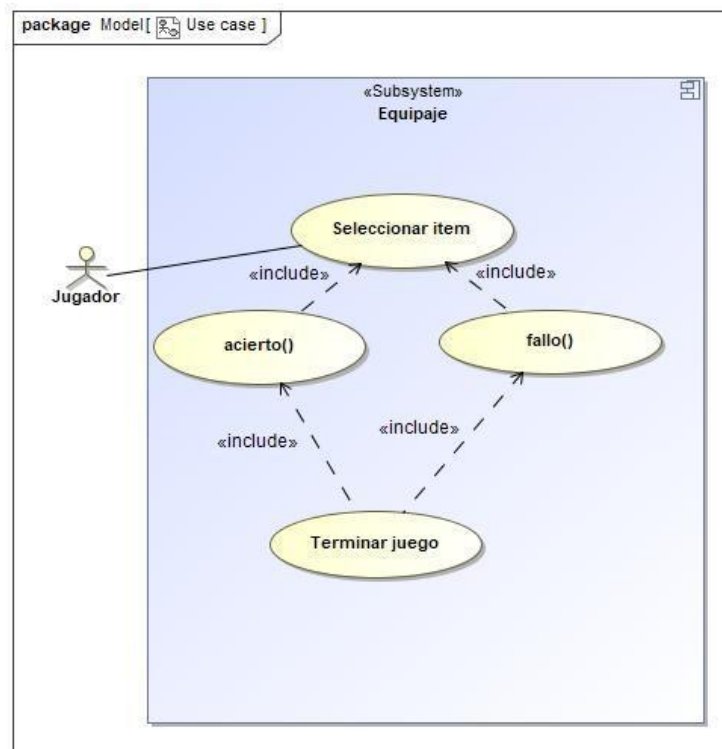 package Model[ Use case ]
«Subsystem»
Equipaje
Seleccionar item
Jugador
«include»
«include»
acierto()
fallo()
«include»
«include»
Terminar juego